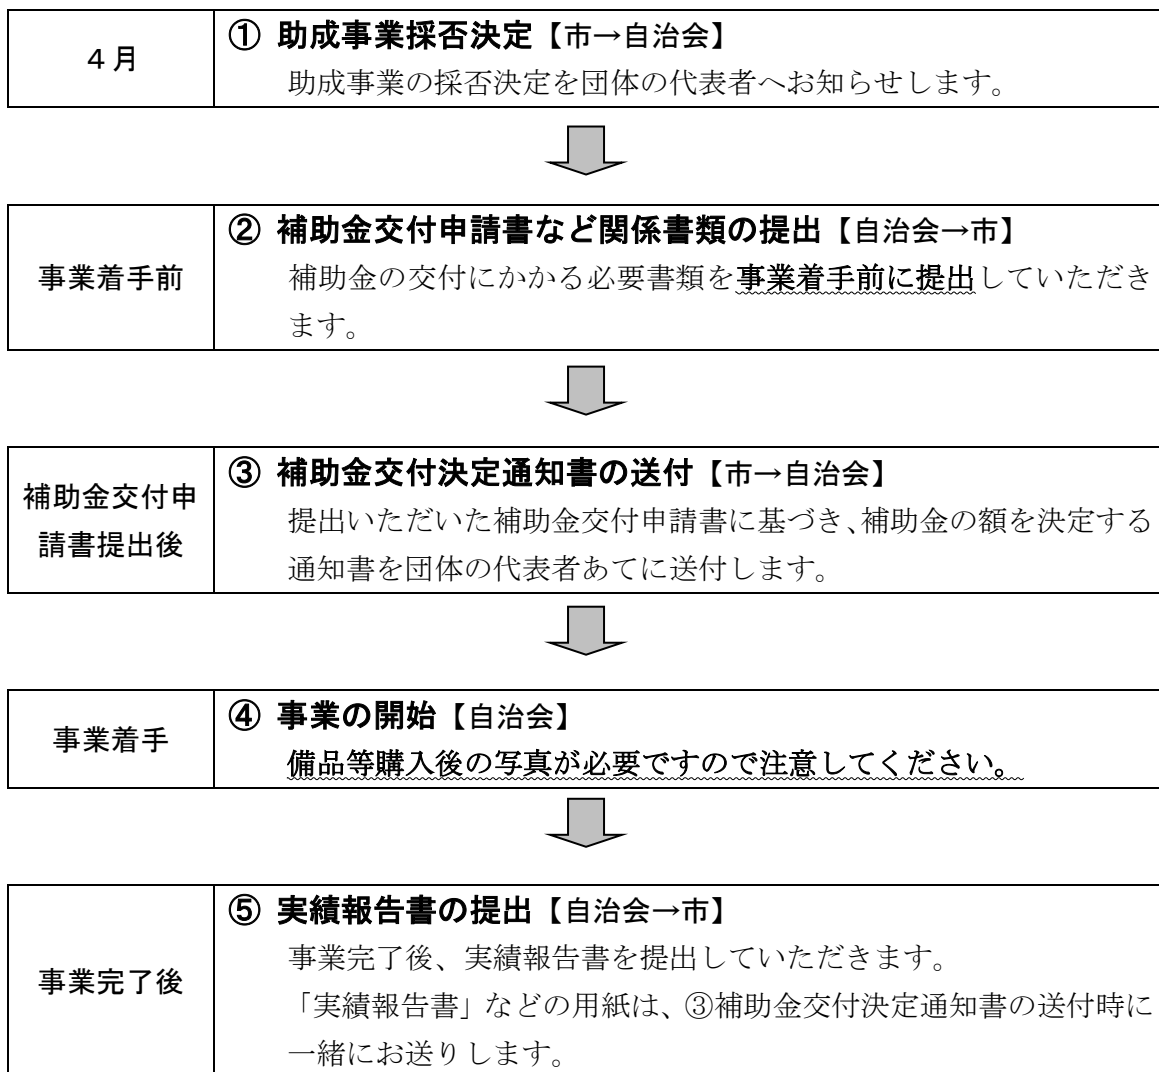 4月
① 助成事業採否決定【市→自治会】
助成事業の採否決定を団体の代表者へお知らせします。
事業着手前
② 補助金交付申請書など関係書類の提出【自治会→市】
補助金の交付にかかる必要書類を事業着手前に提出していただき
ます。
補助金交付申
請書提出後
③ 補助金交付決定通知書の送付【市→自治会】
提出いただいた補助金交付申請書に基づき、補助金の額を決定する
通知書を団体の代表者あてに送付します。
事業着手
④ 事業の開始【自治会】
備品等購入後の写真が必要ですので注意してください。
事業完了後
⑤ 実績報告書の提出【自治会→市】
事業完了後、実績報告書を提出していただきます。
「実績報告書」などの用紙は、③補助金交付決定通知書の送付時に
一緒にお送りします。